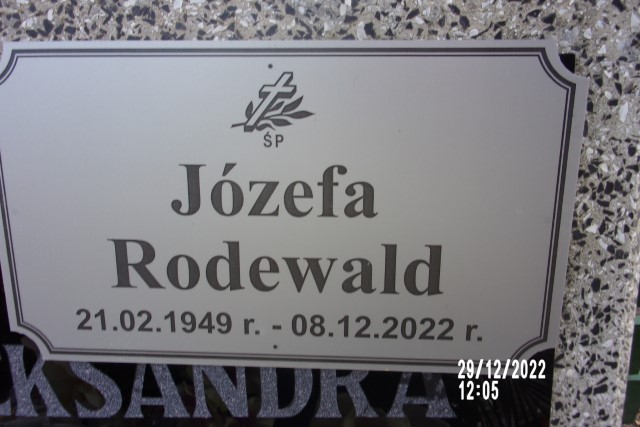 ŚP
Józefa
Rodewald
21.02.1949 r. - 08.12.2022 r.
KSANDRA
29/12/2022
12:05